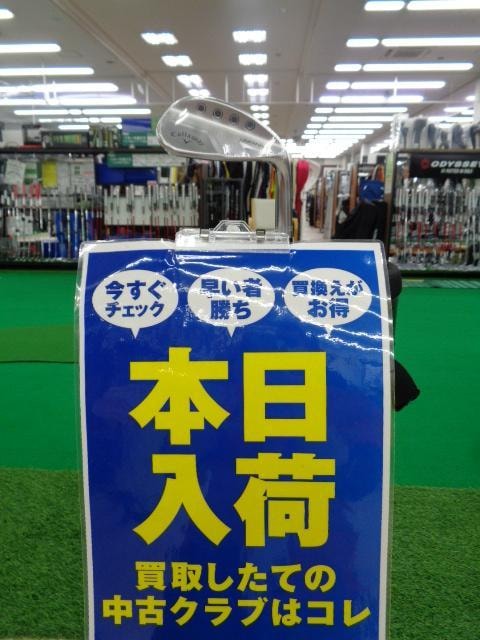 Callaway
ODYSSEY
今すぐ
チェック
早い者
勝ち
買換えが
お得
本日
入荷
買取したての
中古クラブはコレ